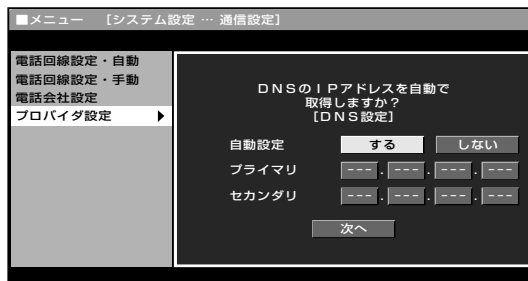 ■メニュー [システム設定 … 通信設定]
電話回線設定・自動
電話回線設定・手動
電話会社設定
プロバイダ設定 ▶
DNSのIPアドレスを自動で
取得しますか？
[DNS設定]
自動設定 する しない
プライマリ ---.---.---.---
セカンダリ ---.---.---.---
次へ